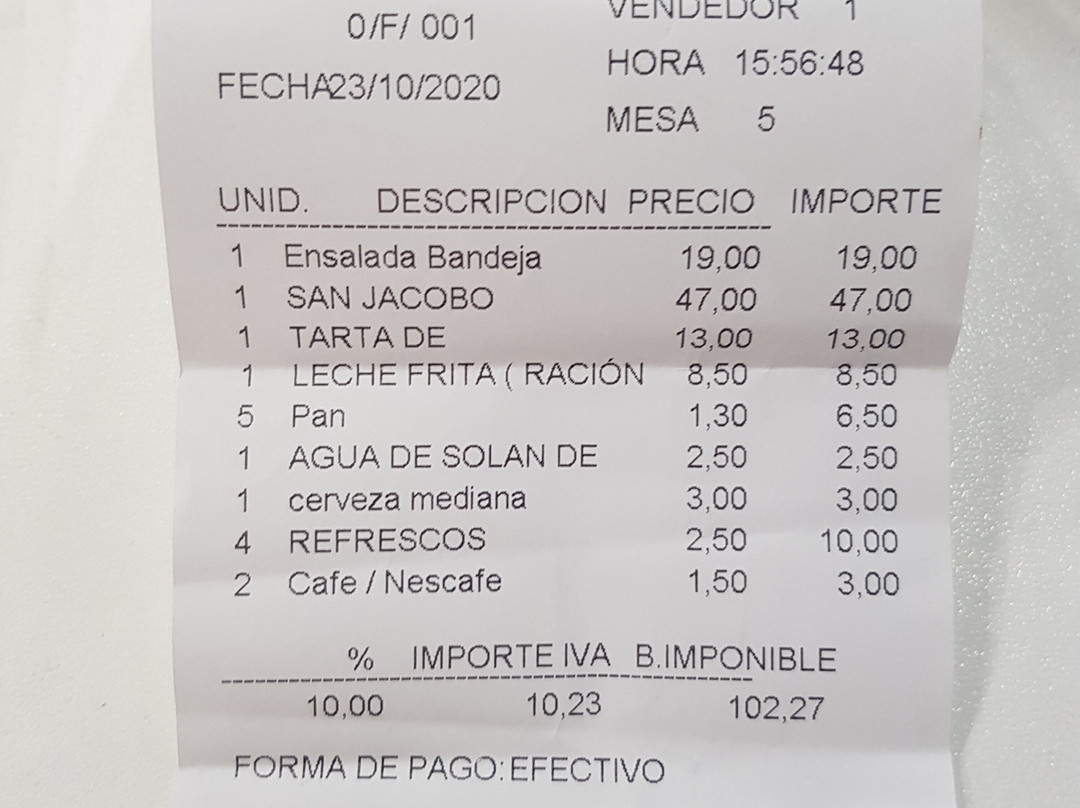 VENDEDOR 1
0/F/ 001
HORA 15:56:48
FECHA23/10/2020
MESA 5
UNID. DESCRIPCION PRECIO IMPORTE
1 Ensalada Bandeja 19,00 19,00
1 SAN JACOBO 47,00 47,00
1 TARTA DE 13,00 13,00
1 LECHE FRITA ( RACIÓN 8,50 8,50
5 Pan 1,30 6,50
1 AGUA DE SOLAN DE 2,50 2,50
1 cerveza mediana 3,00 3,00
4 REFRESCOS 2,50 10,00
2 Cafe / Nescafe 1,50 3,00
% IMPORTE IVA B.IMPONIBLE
10,00 10,23 102,27
FORMA DE PAGO:EFECTIVO